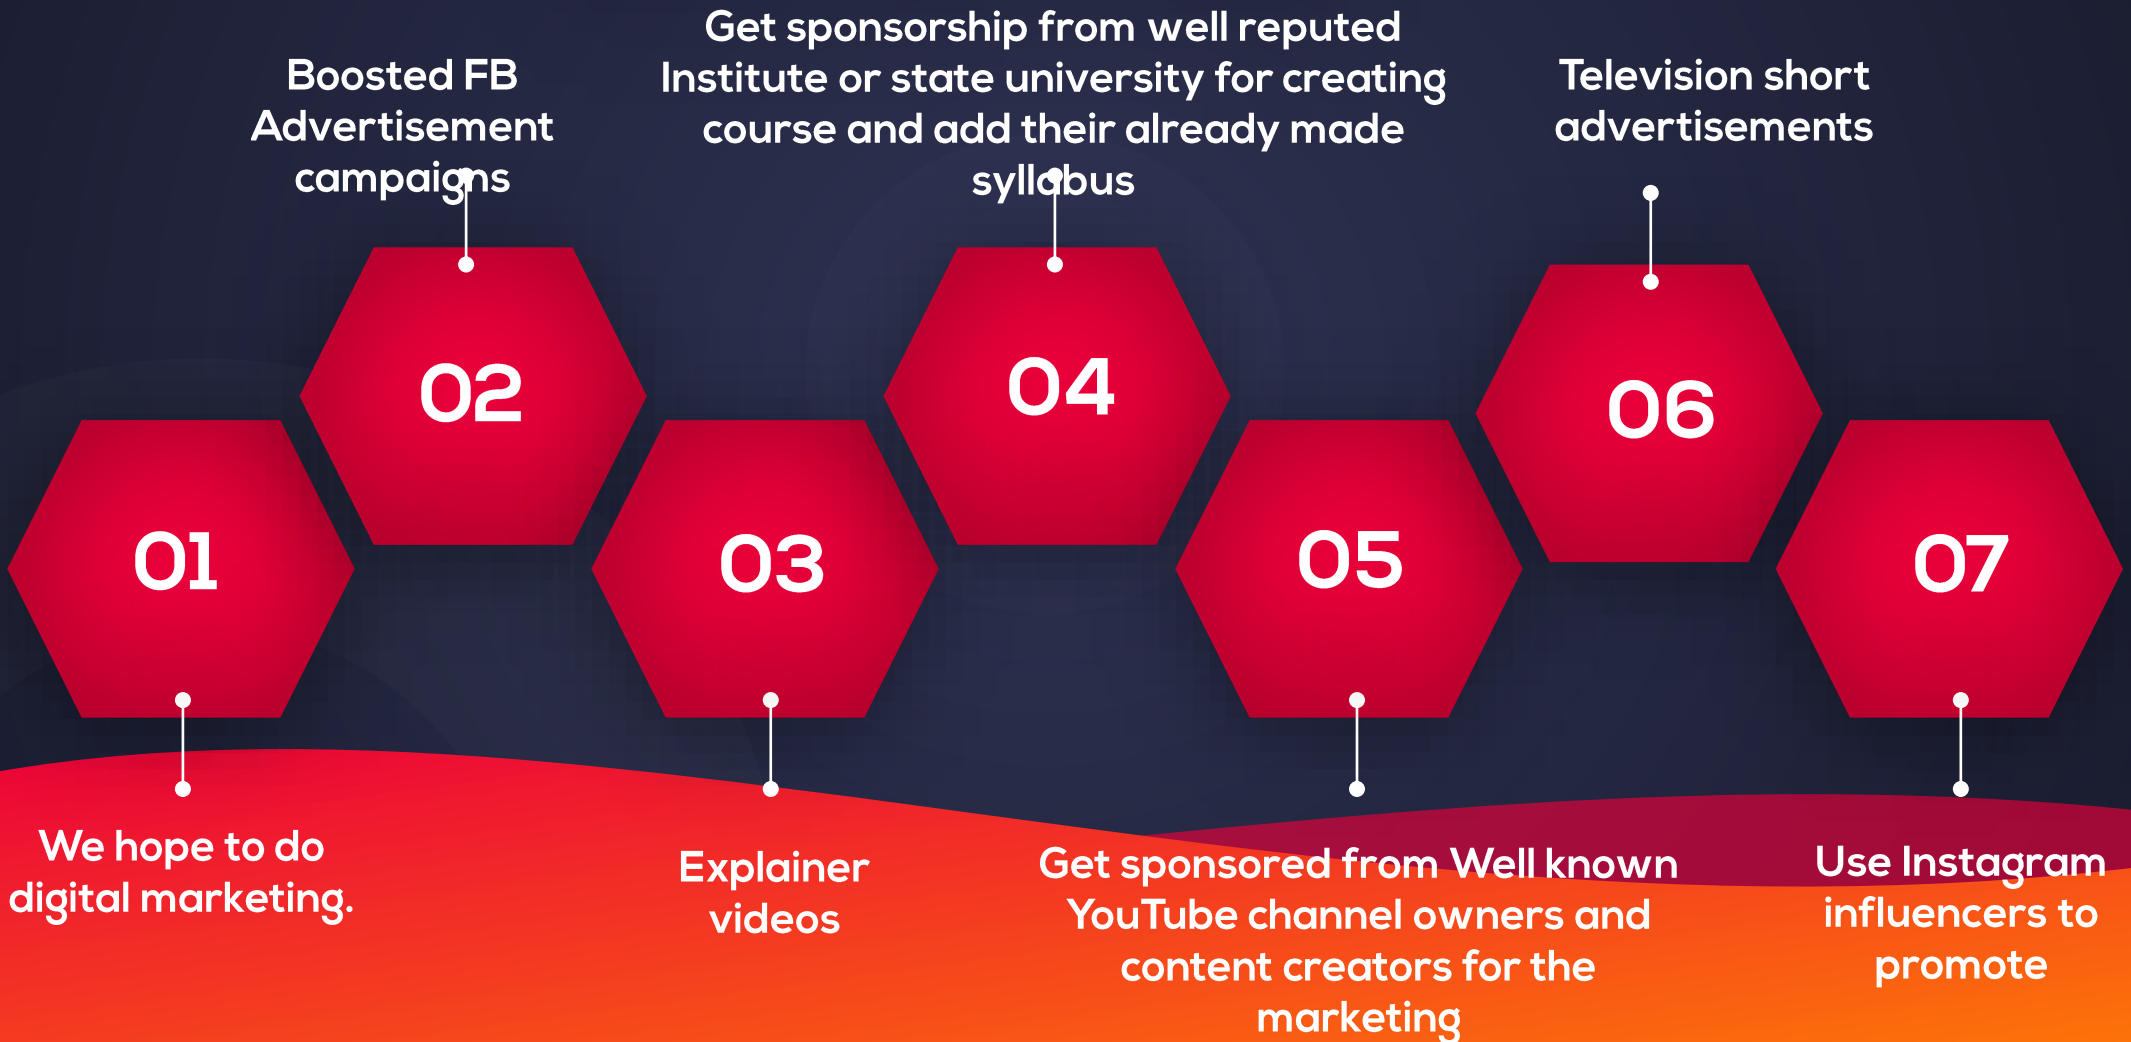 Boosted FB
Advertisement
campaigns
Get sponsorship from well reputed
Institute or state university for creating
course and add their already made
syllabus
Television short
advertisements
01
02
03
04
05
06
07
We hope to do
digital marketing.
Explainer
videos
Get sponsored from Well known
YouTube channel owners and
content creators for the
marketing
Use Instagram
influencers to
promote